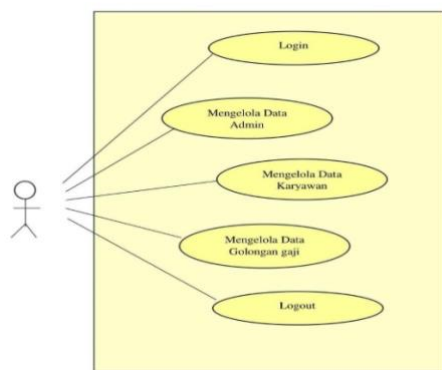 Login
Mengelola Data
Admin
Mengelola Data
Karyawan
Mengelola Data
Golongan gaji
Logout